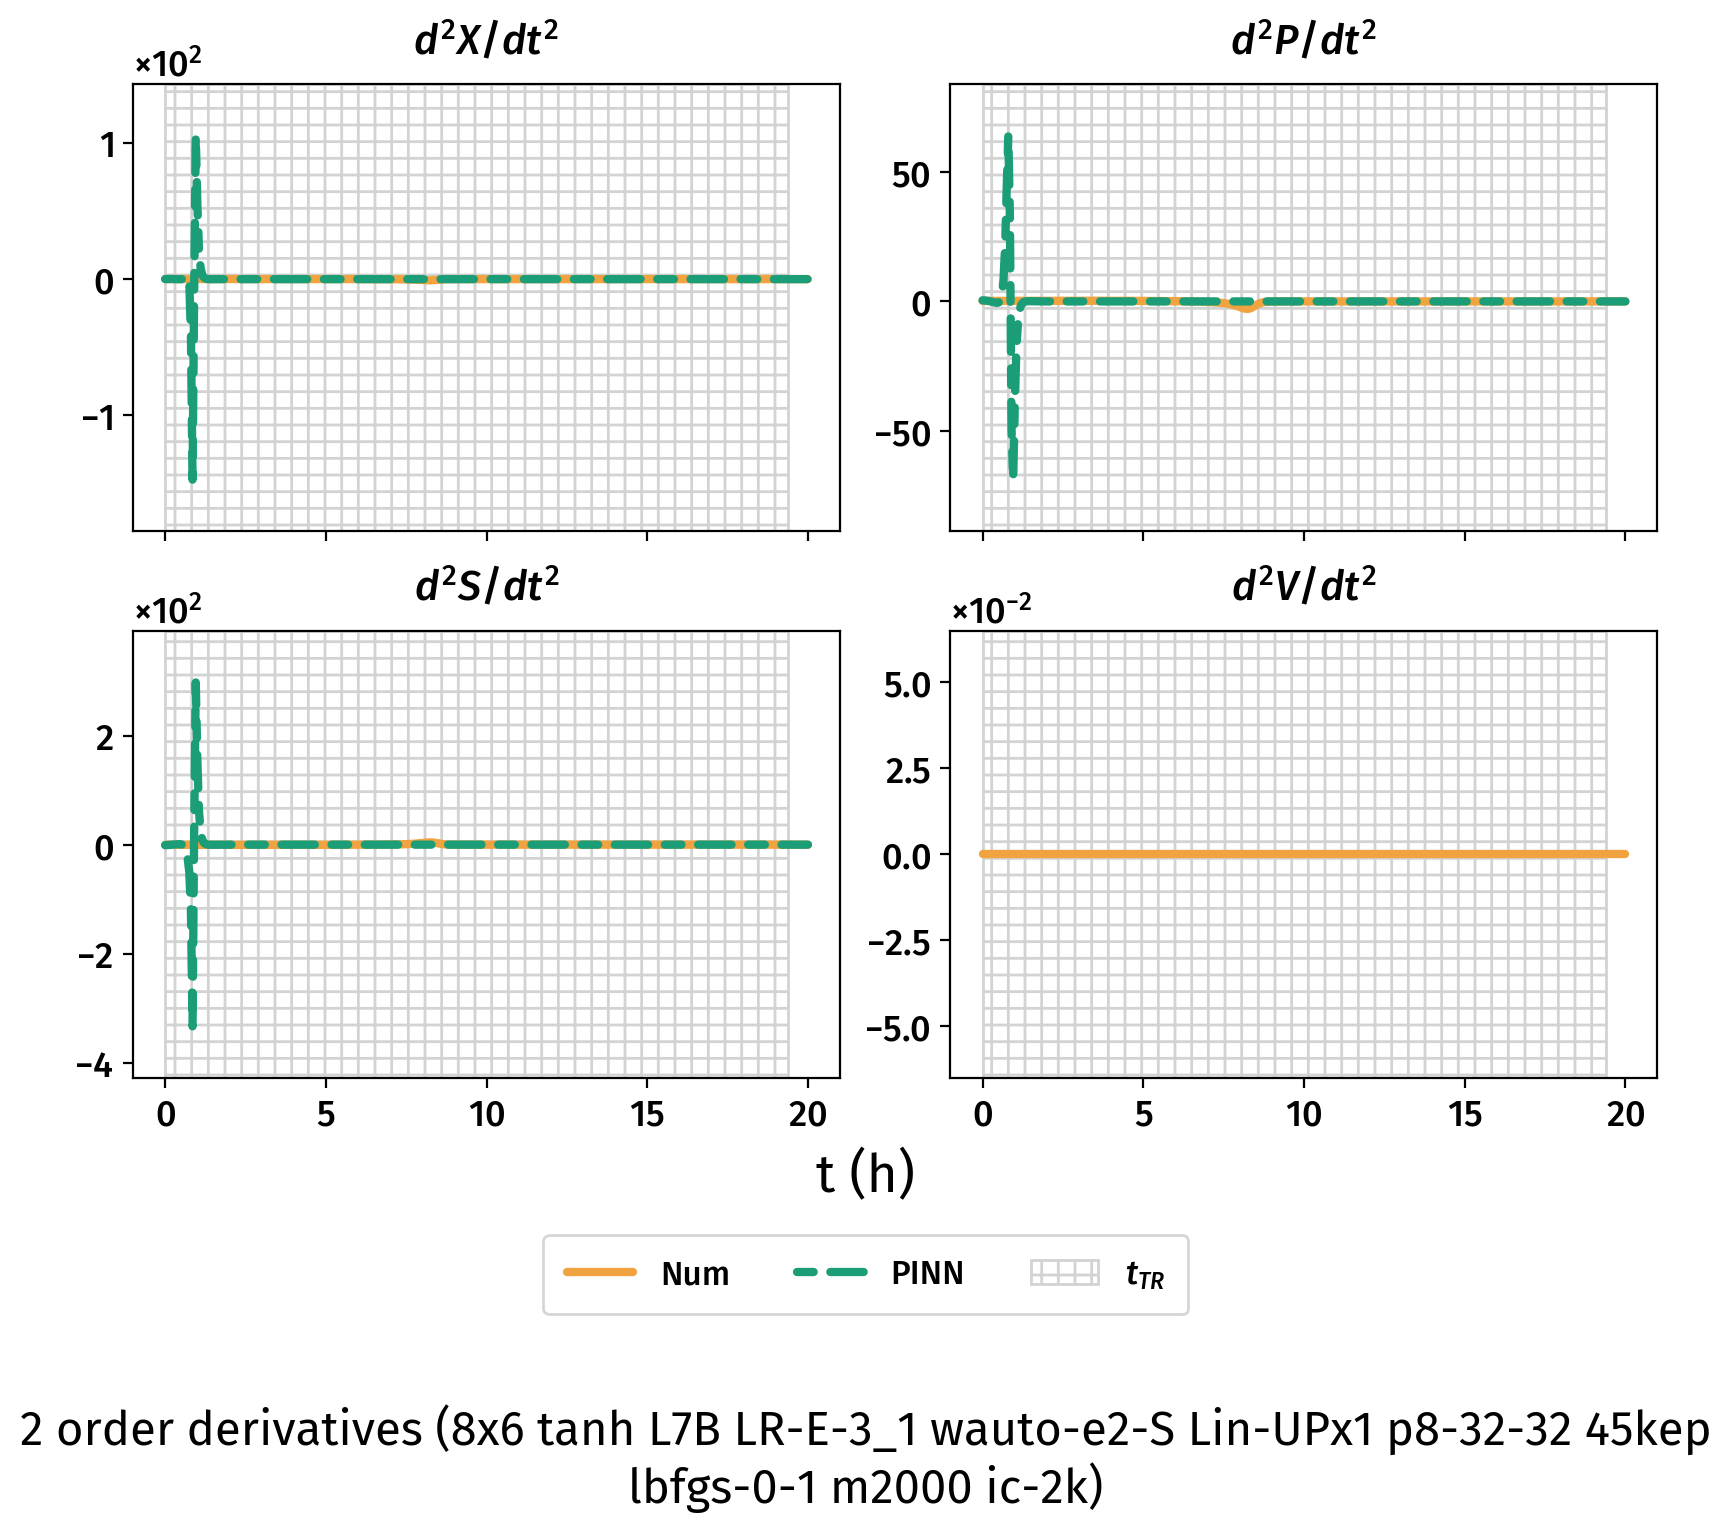 d²X/dt²
×10²
1
0
−1
d²P/dt²
50
0
−50
d²S/dt²
×10²
2
0
−2
−4
0 5 10 15 20
d²V/dt²
×10⁻²
5.0
2.5
0.0
−2.5
−5.0
0 5 10 15 20
t (h)
Num PINN t_TR
2 order derivatives (8x6 tanh L7B LR-E-3_1 wauto-e2-S Lin-UPx1 p8-32-32 45kep
lbfgs-0-1 m2000 ic-2k)